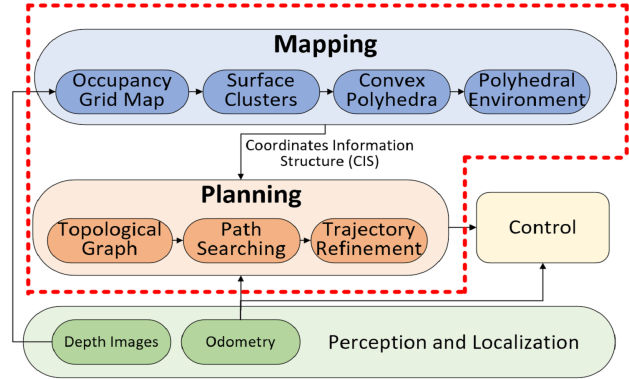 Mapping
Occupancy
Grid Map
Surface
Clusters
Convex
Polyhedra
Polyhedral
Environment
Coordinates Information
Structure (CIS)
Planning
Topological
Graph
Path
Searching
Trajectory
Refinement
Control
Depth Images
Odometry
Perception and Localization